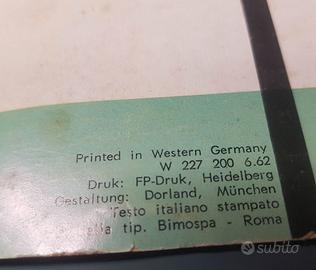 Printed in Western Germany
W 227 200 6.62
Druk: FP-Druk, Heidelberg
Gestaltung: Dorland, München
Testo italiano stampato
tip. Bimospa - Roma
subito